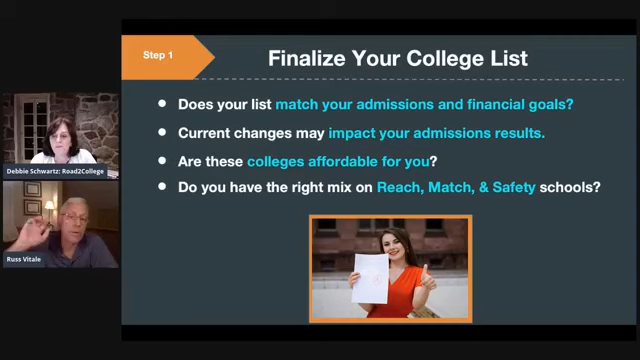 Step 1
Finalize Your College List
Does your list match your admissions and financial goals?
Current changes may impact your admissions results.
Are these colleges affordable for you?
Do you have the right mix on Reach, Match, & Safety schools?
Debbie Schwartz: Road2College
Russ Vitale